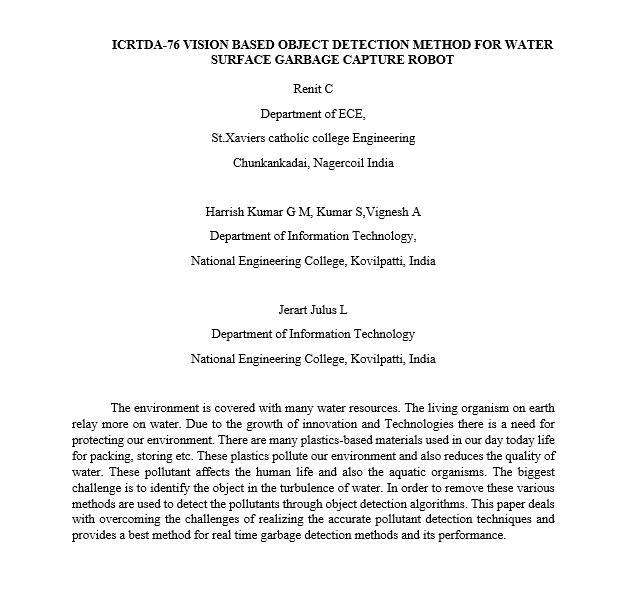 ICRTDA-76 VISION BASED OBJECT DETECTION METHOD FOR WATER
SURFACE GARBAGE CAPTURE ROBOT
Renit C
Department of ECE,
St.Xaviers catholic college Engineering
Chunkankadai, Nagercoil India
Harrish Kumar G M, Kumar S,Vignesh A
Department of Information Technology,
National Engineering College, Kovilpatti, India
Jerart Julus L
Department of Information Technology
National Engineering College, Kovilpatti, India
The environment is covered with many water resources. The living organism on earth
relay more on water. Due to the growth of innovation and Technologies there is a need for
protecting our environment. There are many plastics-based materials used in our day today life
for packing, storing etc. These plastics pollute our environment and also reduces the quality of
water. These pollutant affects the human life and also the aquatic organisms. The biggest
challenge is to identify the object in the turbulence of water. In order to remove these various
methods are used to detect the pollutants through object detection algorithms. This paper deals
with overcoming the challenges of realizing the accurate pollutant detection techniques and
provides a best method for real time garbage detection methods and its performance.